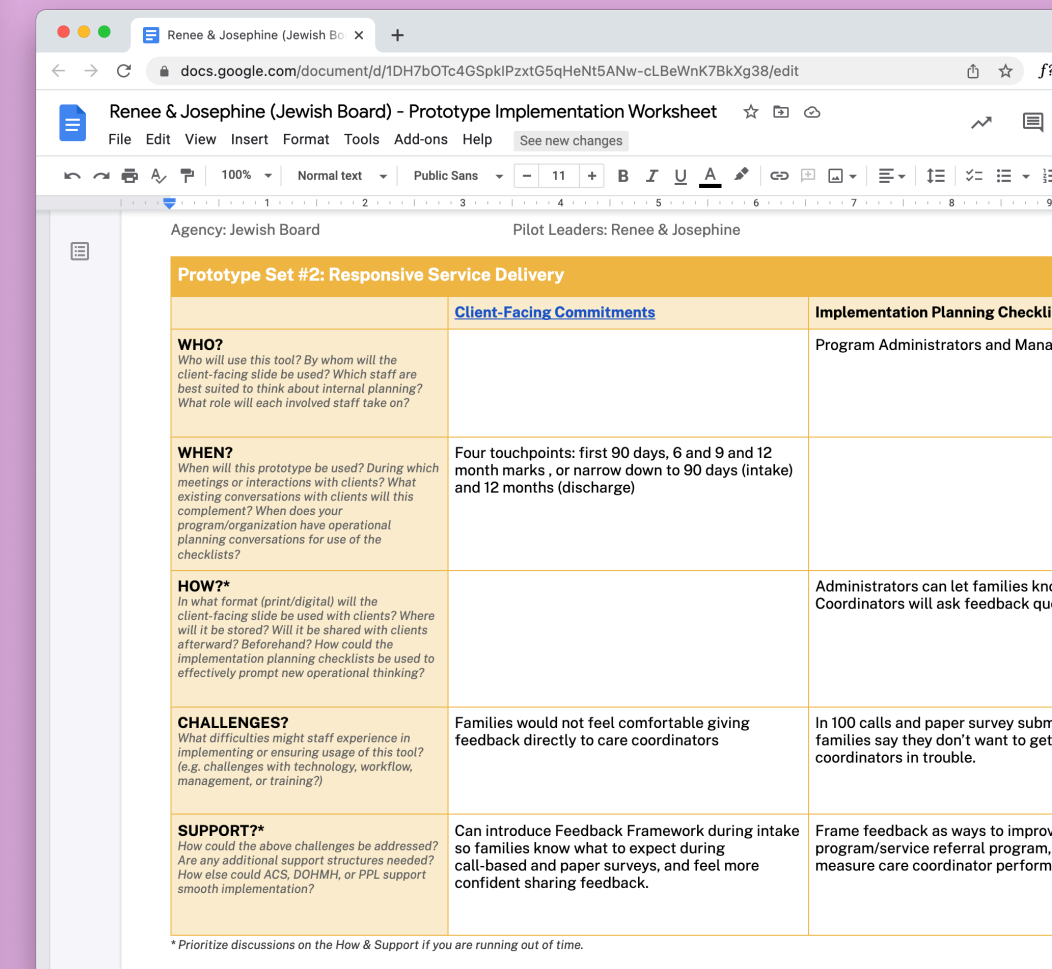 Renee & Josephine (Jewish Bo
docs.google.com/document/d/1DH7bOTc4GSpkIPzxtG5qHeNt5ANw-cLBeWnK7BkXg38/edit
f?
Renee & Josephine (Jewish Board) - Prototype Implementation Worksheet
File Edit View Insert Format Tools Add-ons Help See new changes
100% Normal text Public Sans − 11 + B I U A
1 2 3 4 5 6 7 8 9
Agency: Jewish Board Pilot Leaders: Renee & Josephine
Prototype Set #2: Responsive Service Delivery
Client-Facing Commitments Implementation Planning Checkli
WHO?
Who will use this tool? By whom will the
client-facing slide be used? Which staff are
best suited to think about internal planning?
What role will each involved staff take on?
Program Administrators and Mana
WHEN?
When will this prototype be used? During which
meetings or interactions with clients? What
existing conversations with clients will this
complement? When does your
program/organization have operational
planning conversations for use of the
checklists?
Four touchpoints: first 90 days, 6 and 9 and 12
month marks , or narrow down to 90 days (intake)
and 12 months (discharge)
HOW?*
In what format (print/digital) will the
client-facing slide be used with clients? Where
will it be stored? Will it be shared with clients
afterward? Beforehand? How could the
implementation planning checklists be used to
effectively prompt new operational thinking?
Administrators can let families kno
Coordinators will ask feedback qu
CHALLENGES?
What difficulties might staff experience in
implementing or ensuring usage of this tool?
(e.g. challenges with technology, workflow,
management, or training?)
Families would not feel comfortable giving
feedback directly to care coordinators
In 100 calls and paper survey subm
families say they don't want to get
coordinators in trouble.
SUPPORT?*
How could the above challenges be addressed?
Are any additional support structures needed?
How else could ACS, DOHMH, or PPL support
smooth implementation?
Can introduce Feedback Framework during intake
so families know what to expect during
call-based and paper surveys, and feel more
confident sharing feedback.
Frame feedback as ways to improv
program/service referral program,
measure care coordinator perform
* Prioritize discussions on the How & Support if you are running out of time.